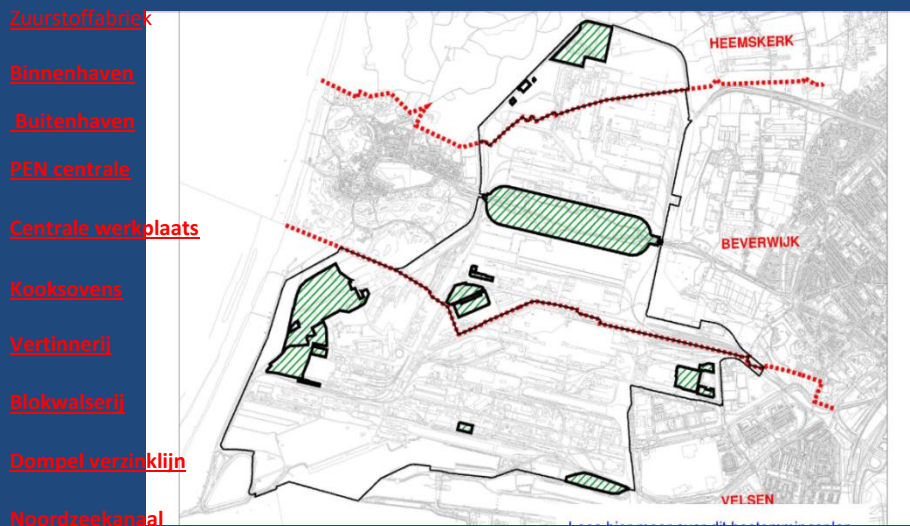 Zuurstoffabriek
Binnenhaven
Buitenhaven
PEN centrale
Centrale werkplaats
Kooksovens
Vertinnerij
Blokwalserij
Dompel verzinklijn
Noordzeekanaal
HEEMSKERK
BEVERWIJK
VELSEN